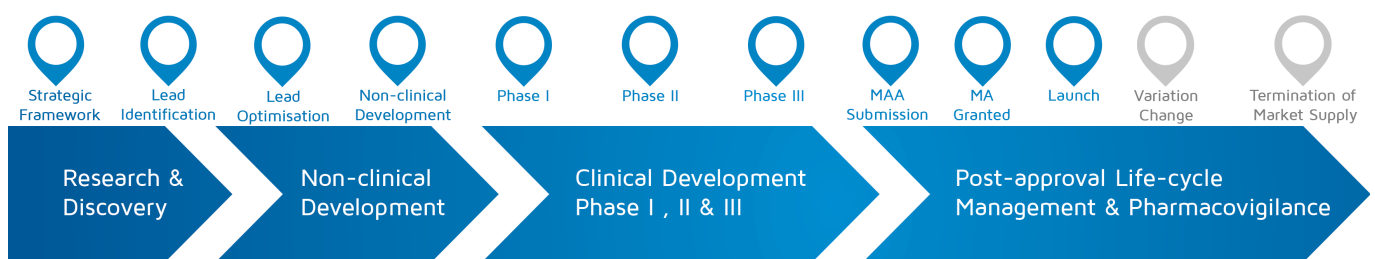 Strategic
Framework
Lead
Identification
Lead
Optimisation
Non-clinical
Development
Phase I
Phase II
Phase III
MAA
Submission
MA
Granted
Launch
Variation
Change
Termination of
Market Supply
Research &
Discovery
Non-clinical
Development
Clinical Development
Phase I , II & III
Post-approval Life-cycle
Management & Pharmacovigilance